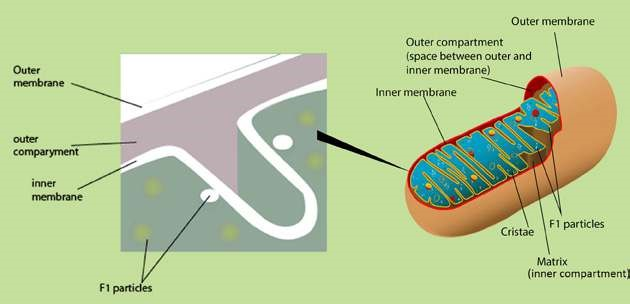 Outer
membrane
outer
comparyment
inner
membrane
F1 particles
Outer membrane
Outer compartment
(space between outer and
inner membrane)
Inner membrane
F1 particles
Cristae
Matrix
(inner compartment)